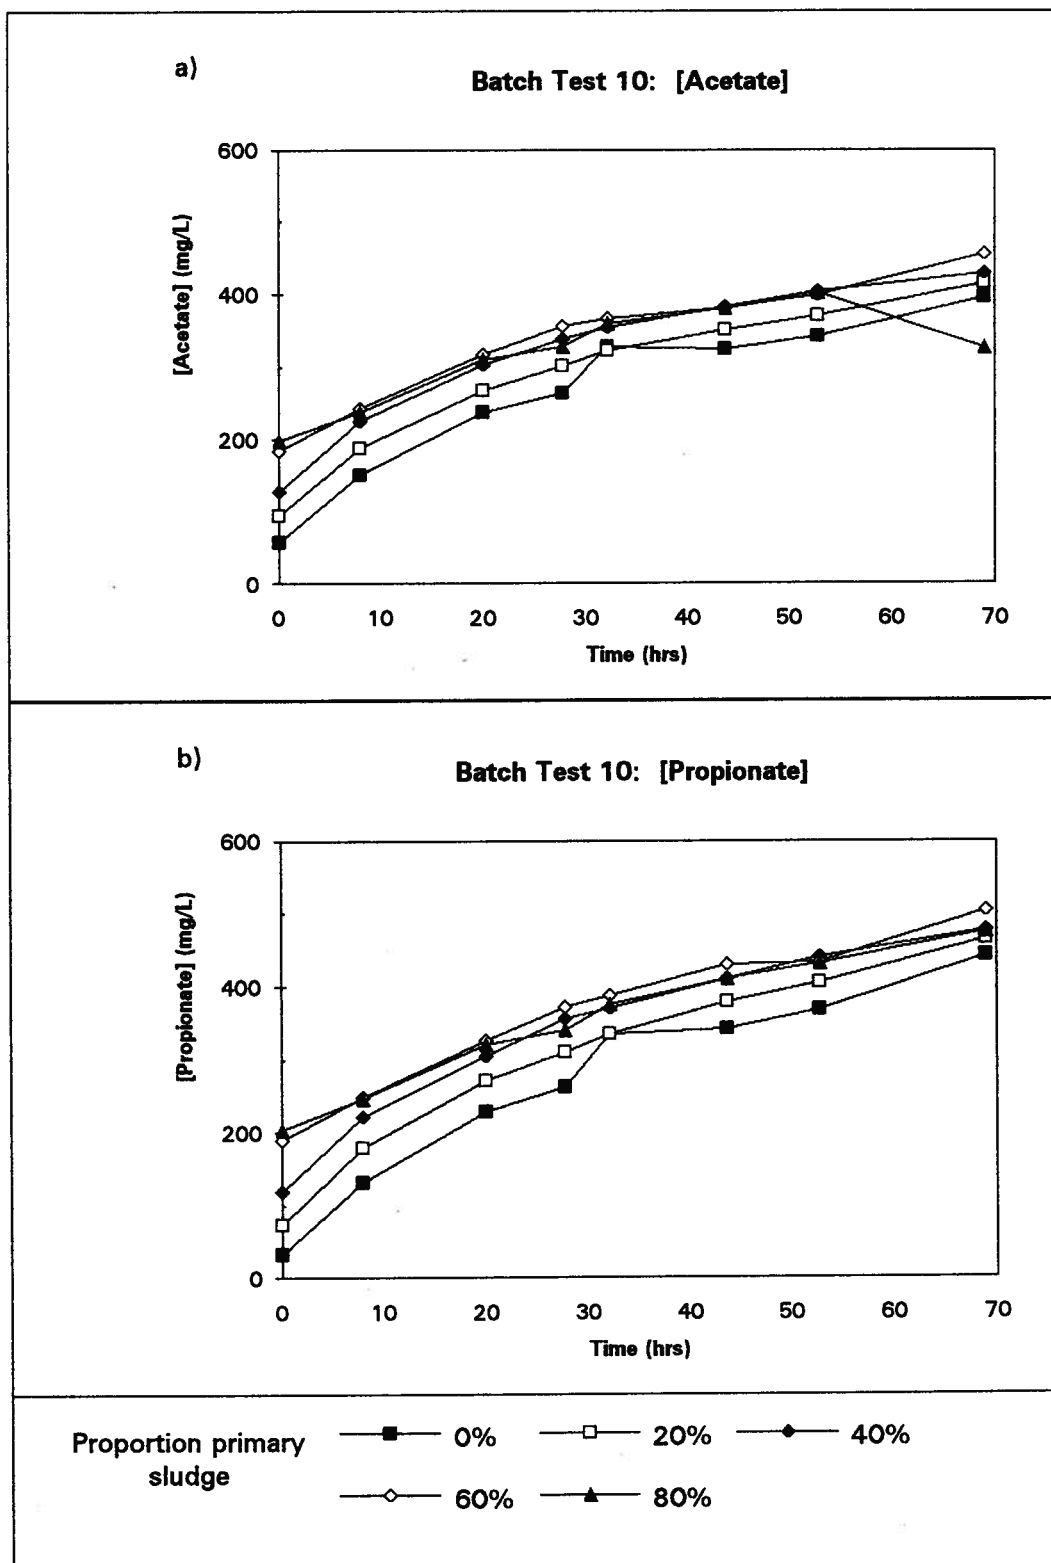 a)
Batch Test 10: [Acetate]
[Acetate] (mg/L)
600
400
200
0
0 10 20 30 40 50 60 70
Time (hrs)
b)
Batch Test 10: [Propionate]
[Propionate] (mg/L)
600
400
200
0
0 10 20 30 40 50 60 70
Time (hrs)
Proportion primary
sludge
0% 20% 40%
60% 80%